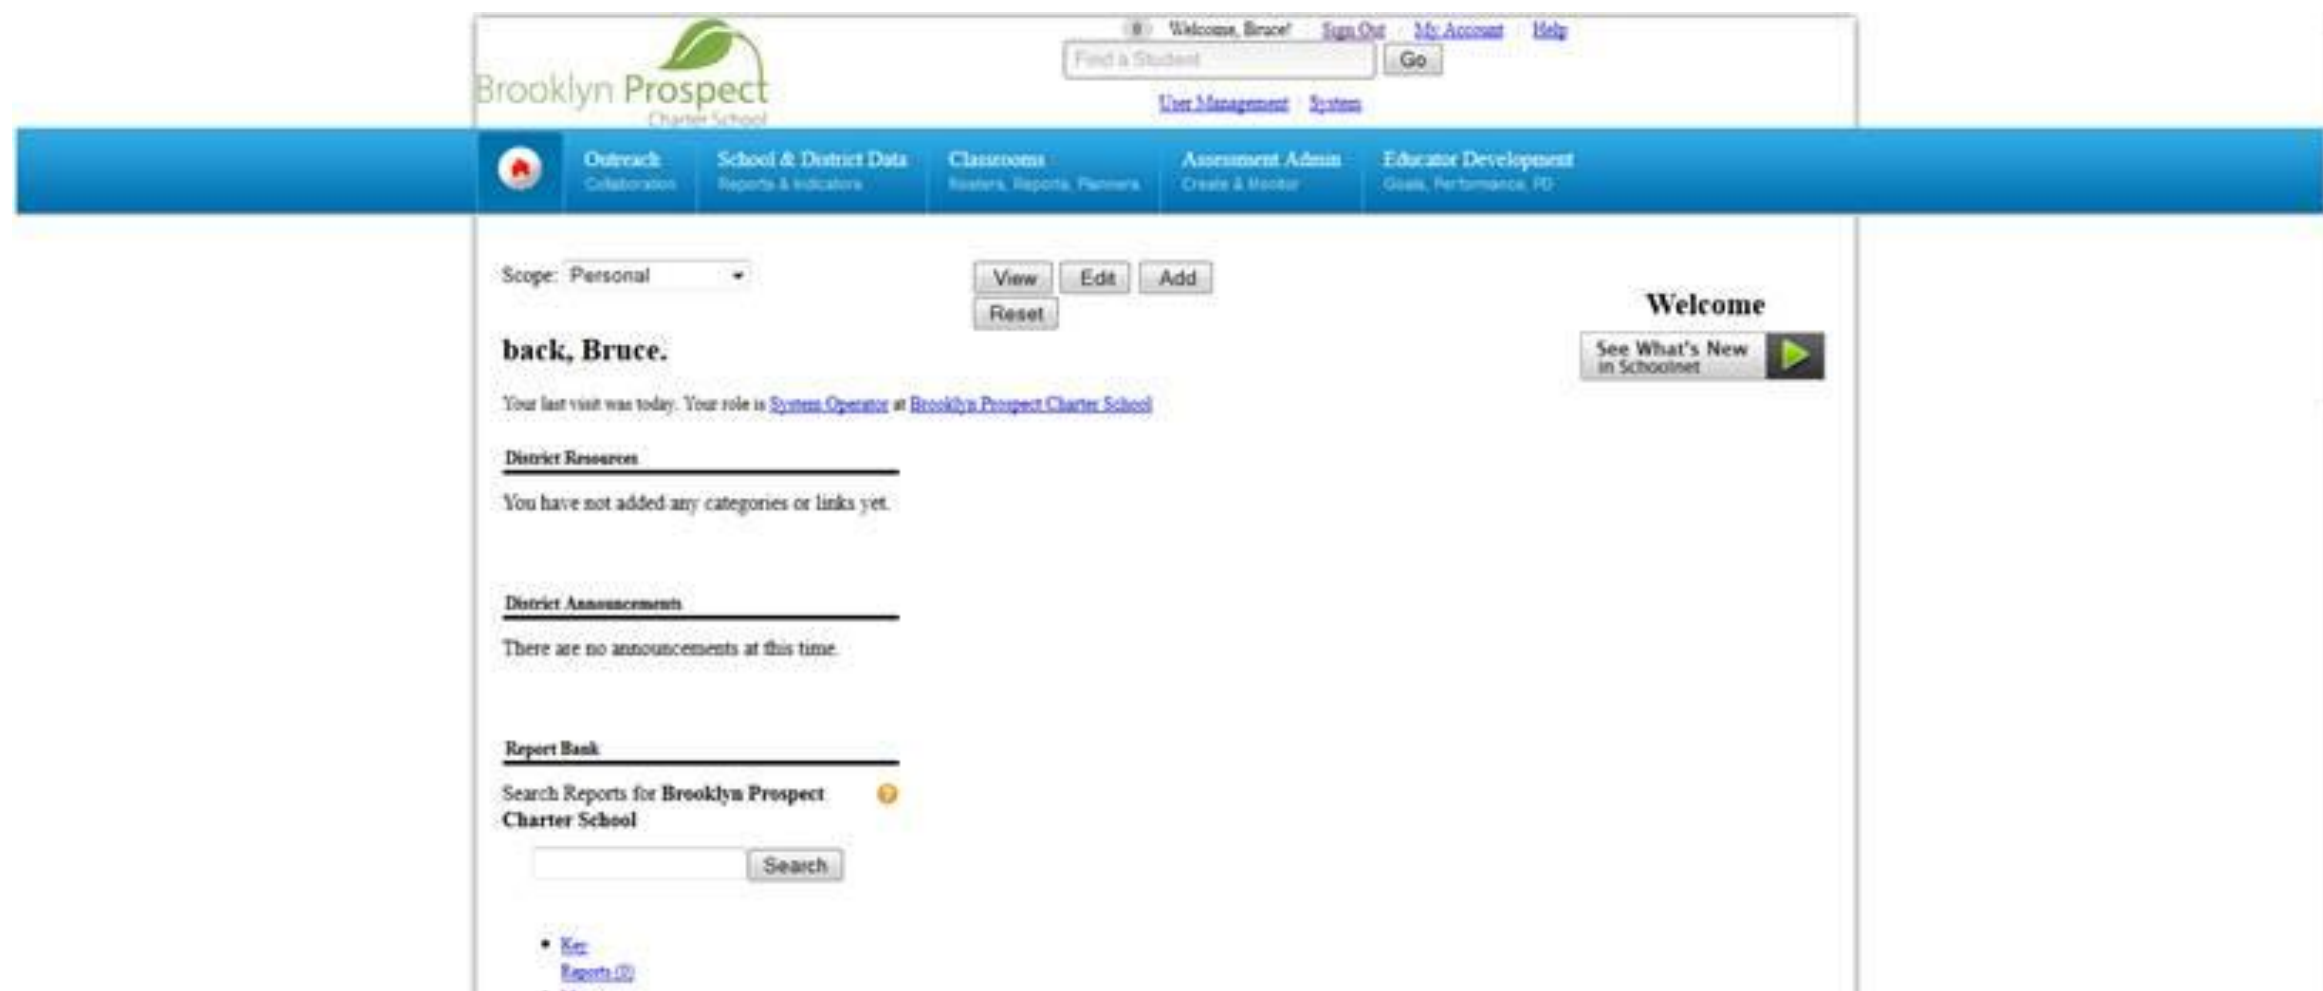 0 Welcome, Bruce! Sign Out My Account Help
Brooklyn Prospect
Charter School
Find a Student Go
User Management System
Outreach
Collaboration
School & District Data
Reports & Indicators
Classrooms
Rosters, Reports, Planners
Assessment Admin
Create & Monitor
Educator Development
Goals, Performance, PD
Scope: Personal View Edit Add
Reset
Welcome
back, Bruce.
See What's New
in Schoolnet
Your last visit was today. Your role is System Operator at Brooklyn Prospect Charter School
District Resources
You have not added any categories or links yet.
District Announcements
There are no announcements at this time.
Report Bank
Search Reports for Brooklyn Prospect
Charter School
Search
Key
Reports (0)